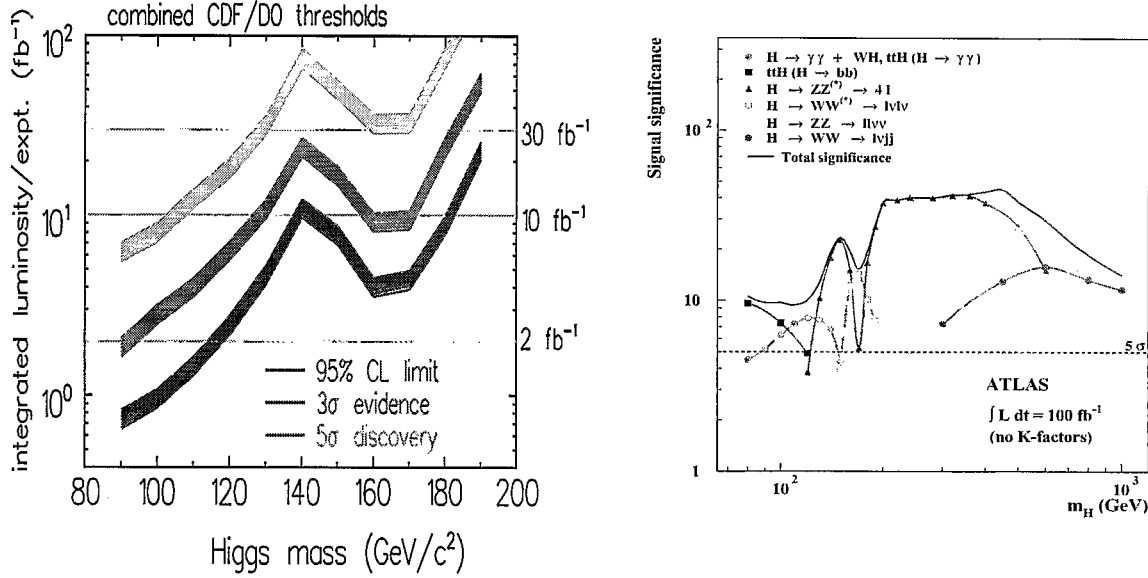 combined CDF/D0 thresholds
integrated luminosity/expt. (fb⁻¹)
10²
10¹
10⁰
30 fb⁻¹
10 fb⁻¹
2 fb⁻¹
95% CL limit
3σ evidence
5σ discovery
80 100 120 140 160 180 200
Higgs mass (GeV/c²)
Signal significance
H → γγ + WH, ttH (H → γγ)
ttH (H → bb)
H → ZZ⁽*⁾ → 4 l
H → WW⁽*⁾ → lνlν
H → ZZ → llνν
H → WW → lνjj
Total significance
10²
10
1
5 σ
ATLAS
∫ L dt = 100 fb⁻¹
(no K-factors)
10² 10³
m_H (GeV)